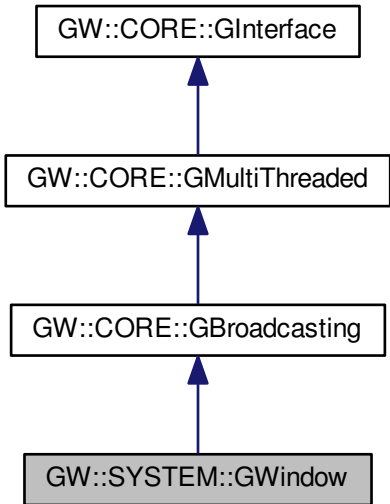 GW::CORE::GInterface
GW::CORE::GMultiThreaded
GW::CORE::GBroadcasting
GW::SYSTEM::GWindow